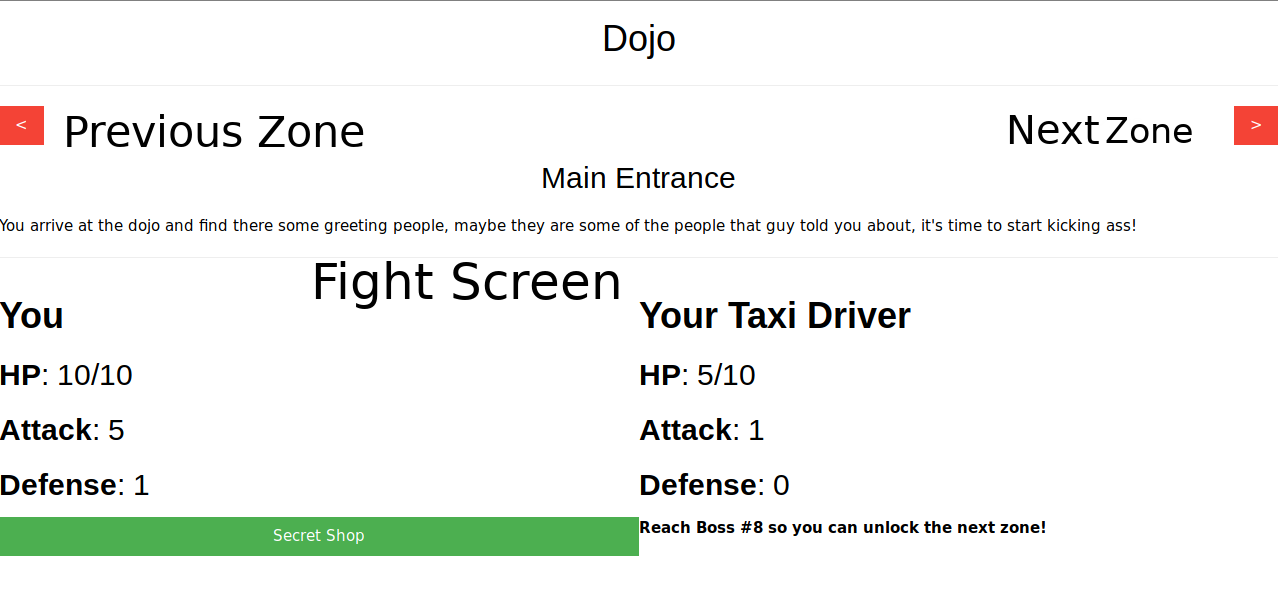 Dojo
< Previous Zone Next Zone >
Main Entrance
You arrive at the dojo and find there some greeting people, maybe they are some of the people that guy told you about, it's time to start kicking ass!
Fight Screen
You
HP: 10/10
Attack: 5
Defense: 1
Secret Shop
Your Taxi Driver
HP: 5/10
Attack: 1
Defense: 0
Reach Boss #8 so you can unlock the next zone!